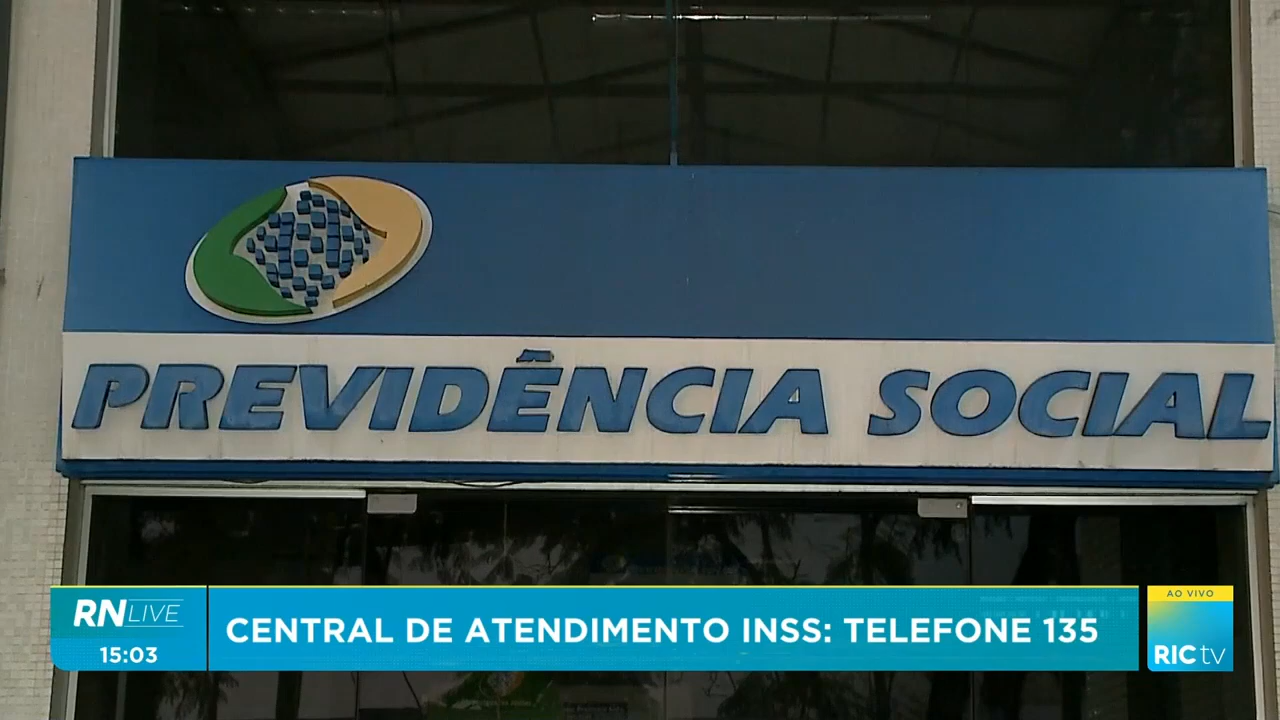 PREVIDÊNCIA SOCIAL
RN LIVE
15:03
CENTRAL DE ATENDIMENTO INSS: TELEFONE 135
AO VIVO
RIC tv